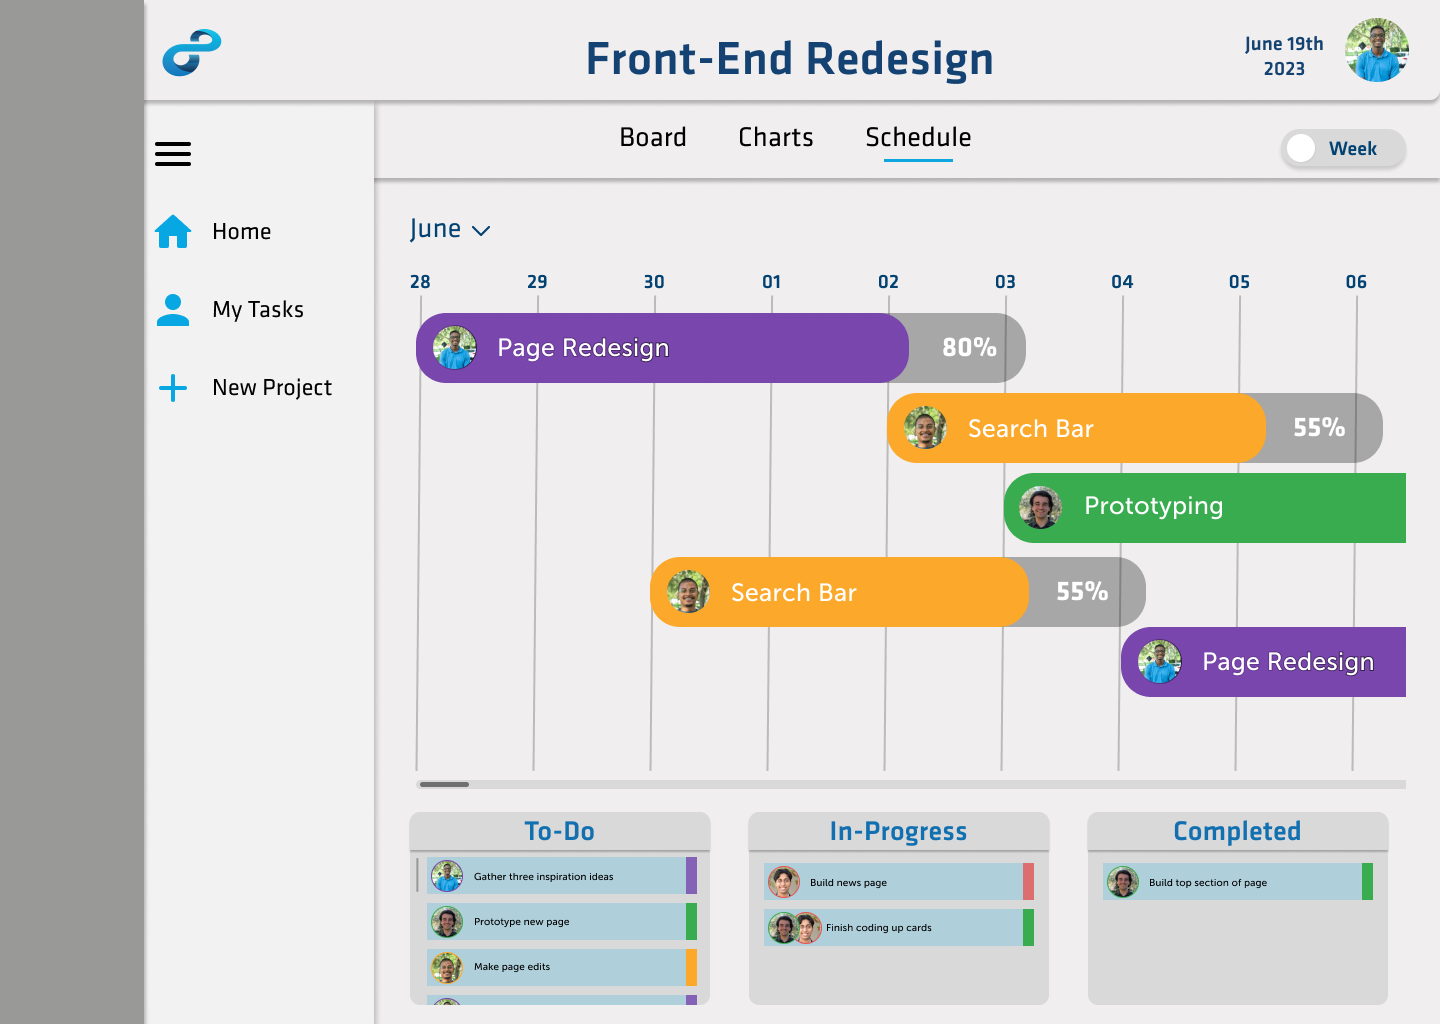 Front-End Redesign
June 19th
2023
Board Charts Schedule
Week
Home
My Tasks
New Project
June
28 29 30 01 02 03 04 05 06
Page Redesign 80%
Search Bar 55%
Prototyping
Search Bar 55%
Page Redesign
To-Do
Gather three inspiration ideas
Prototype new page
Make page edits
In-Progress
Build news page
Finish coding up cards
Completed
Build top section of page